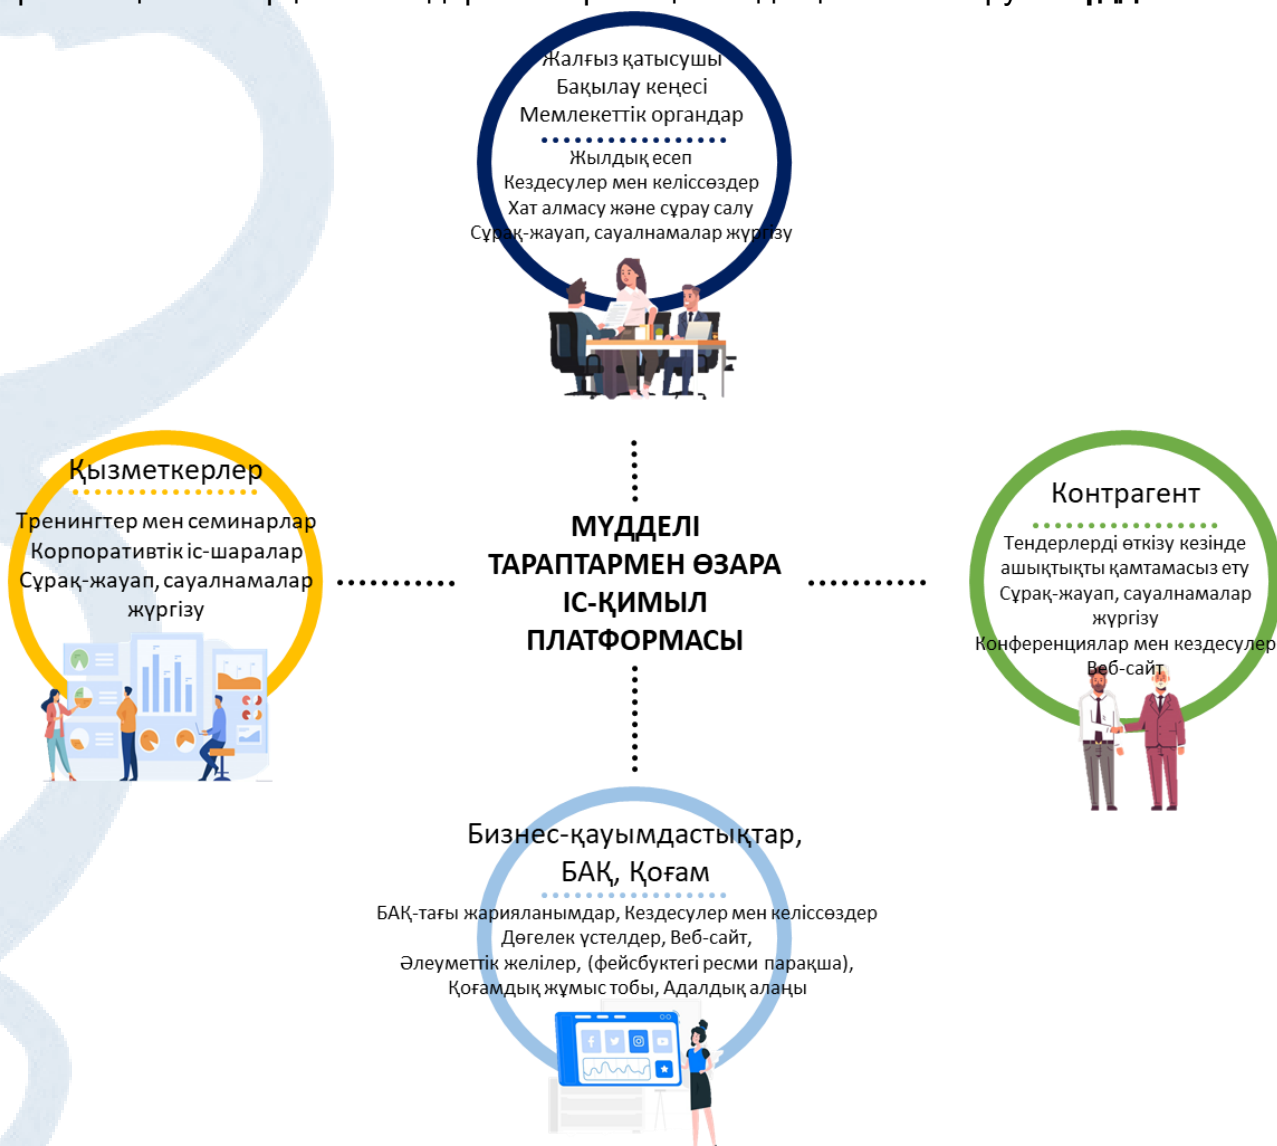 Жалғыз қатысушы
Бақылау кеңесі
Мемлекеттік органдар
Жылдық есеп
Кездесулер мен келіссөздер
Хат алмасу және сұрау салу
Сұрақ-жауап, сауалнамалар жүргізу
Қызметкерлер
Тренингтер мен семинарлар
Корпоративтік іс-шаралар
Сұрақ-жауап, сауалнамалар
жүргізу
МҮДДЕЛІ
ТАРАПТАРМЕН ӨЗАРА
ІС-ҚИМЫЛ
ПЛАТФОРМАСЫ
Контрагент
Тендерлерді өткізу кезінде
ашықтықты қамтамасыз ету
Сұрақ-жауап, сауалнамалар
жүргізу
Конференциялар мен кездесулер
Веб-сайт
Бизнес-қауымдастықтар,
БАҚ, Қоғам
БАҚ-тағы жарияланымдар, Кездесулер мен келіссөздер
Дөгелек үстелдер, Веб-сайт,
Әлеуметтік желілер, (фейсбуктегі ресми парақша),
Қоғамдық жұмыс тобы, Адалдық алаңы